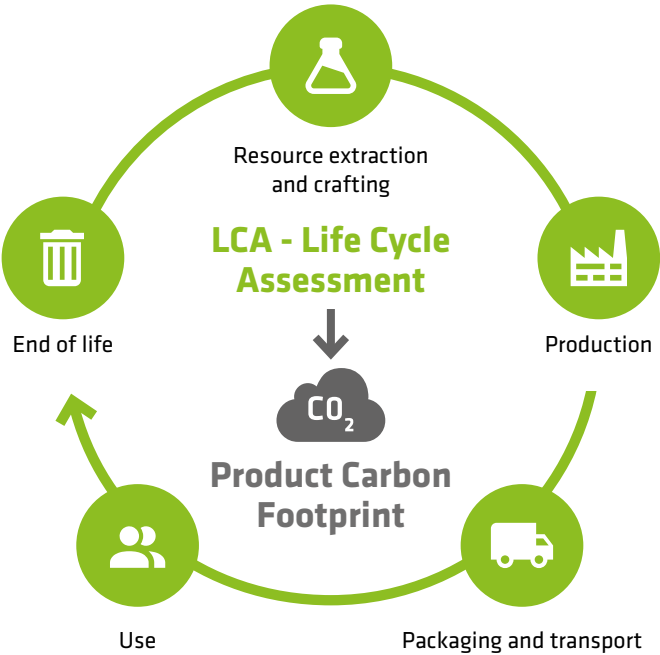 Resource extraction
and crafting
LCA - Life Cycle
Assessment
End of life
Production
CO₂
Product Carbon
Footprint
Use
Packaging and transport